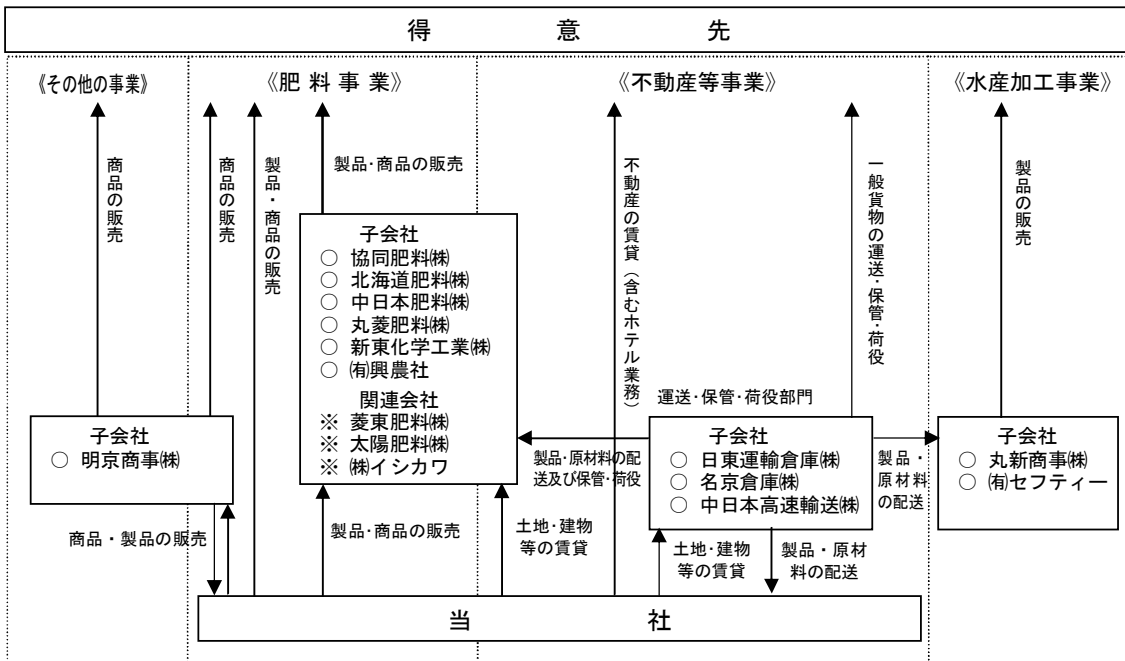 得意先
《その他の事業》
《肥料事業》
《不動産等事業》
《水産加工事業》
商品の販売
商品の販売
製品・商品の販売
製品・商品の販売
不動産の賃貸（含むホテル業務）
一般貨物の運送・保管・荷役
製品の販売
子会社
○ 協同肥料㈱
○ 北海道肥料㈱
○ 中日本肥料㈱
○ 丸菱肥料㈱
○ 新東化学工業㈱
○ ㈲興農社
関連会社
※ 菱東肥料㈱
※ 太陽肥料㈱
※ ㈱イシカワ
子会社
○ 明京商事㈱
運送・保管・荷役部門
子会社
○ 日東運輸倉庫㈱
○ 名京倉庫㈱
○ 中日本高速輸送㈱
子会社
○ 丸新商事㈱
○ ㈲セフティー
製品・原材料の配
送及び保管・荷役
製品・
原材料
の配送
商品・製品の販売
製品・商品の販売
土地・建物
等の賃貸
土地・建物
等の賃貸
製品・原材
料の配送
当社